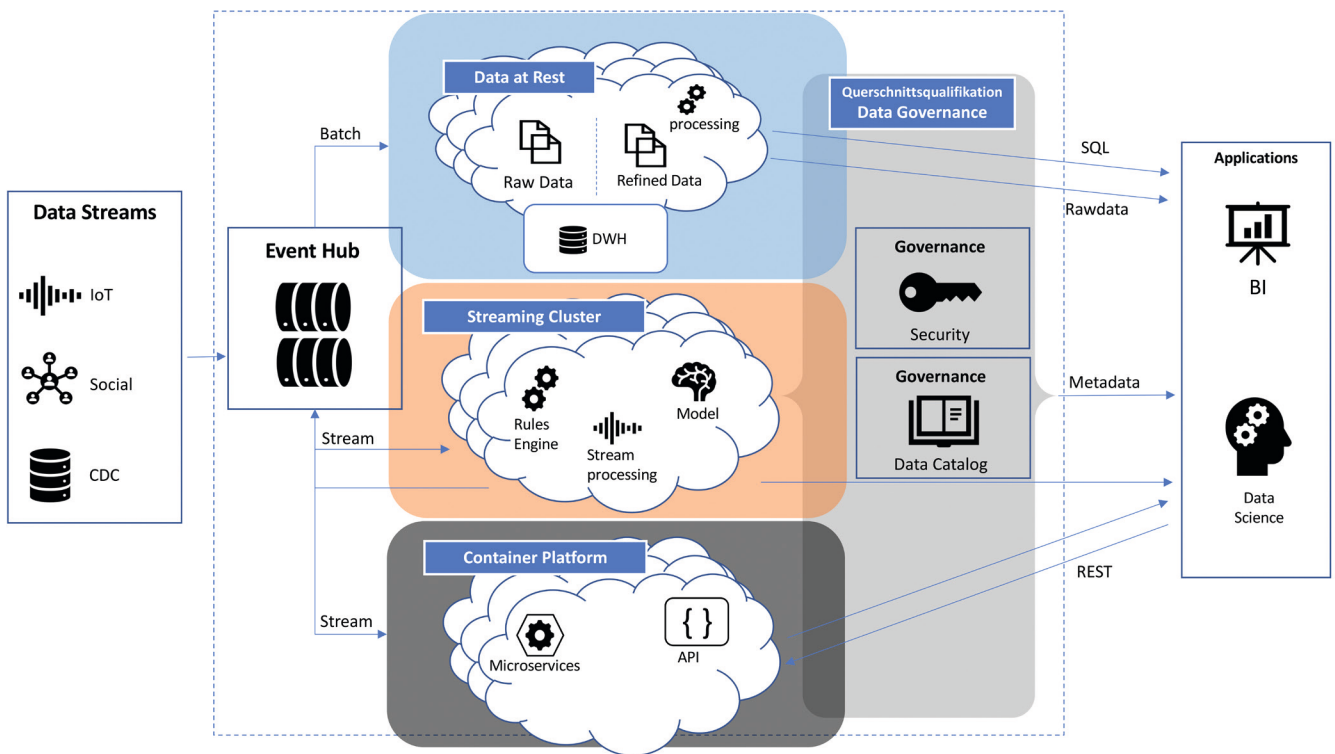 Data Streams
IoT
Social
CDC
Event Hub
Batch
Stream
Stream
Data at Rest
processing
Raw Data
Refined Data
DWH
Streaming Cluster
Rules
Engine
Stream
processing
Model
Container Platform
Microservices
{ }
API
Querschnittsqualifikation
Data Governance
Governance
Security
Governance
Data Catalog
SQL
Rawdata
Metadata
REST
Applications
BI
Data
Science